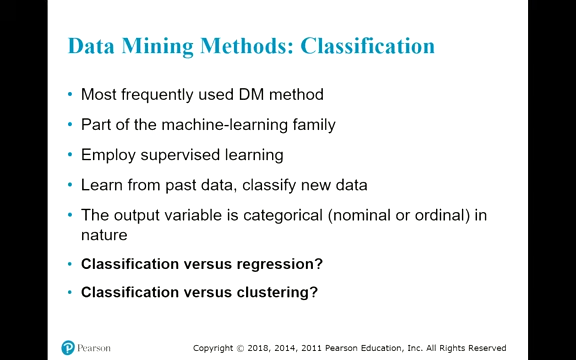 Data Mining Methods: Classification
• Most frequently used DM method
• Part of the machine-learning family
• Employ supervised learning
• Learn from past data, classify new data
• The output variable is categorical (nominal or ordinal) in
nature
• Classification versus regression?
• Classification versus clustering?
Pearson
Copyright © 2018, 2014, 2011 Pearson Education, Inc. All Rights Reserved